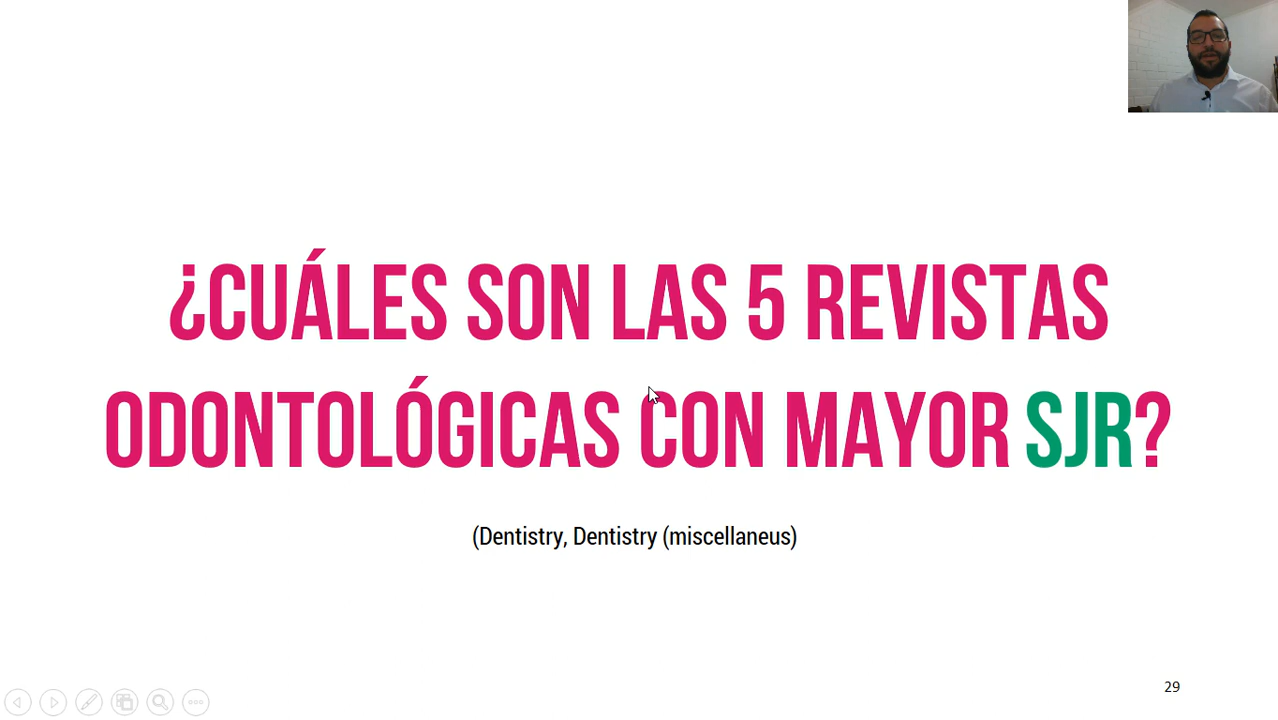 ¿CUÁLES SON LAS 5 REVISTAS
ODONTOLÓGICAS CON MAYOR SJR?
(Dentistry, Dentistry (miscellaneus)
29